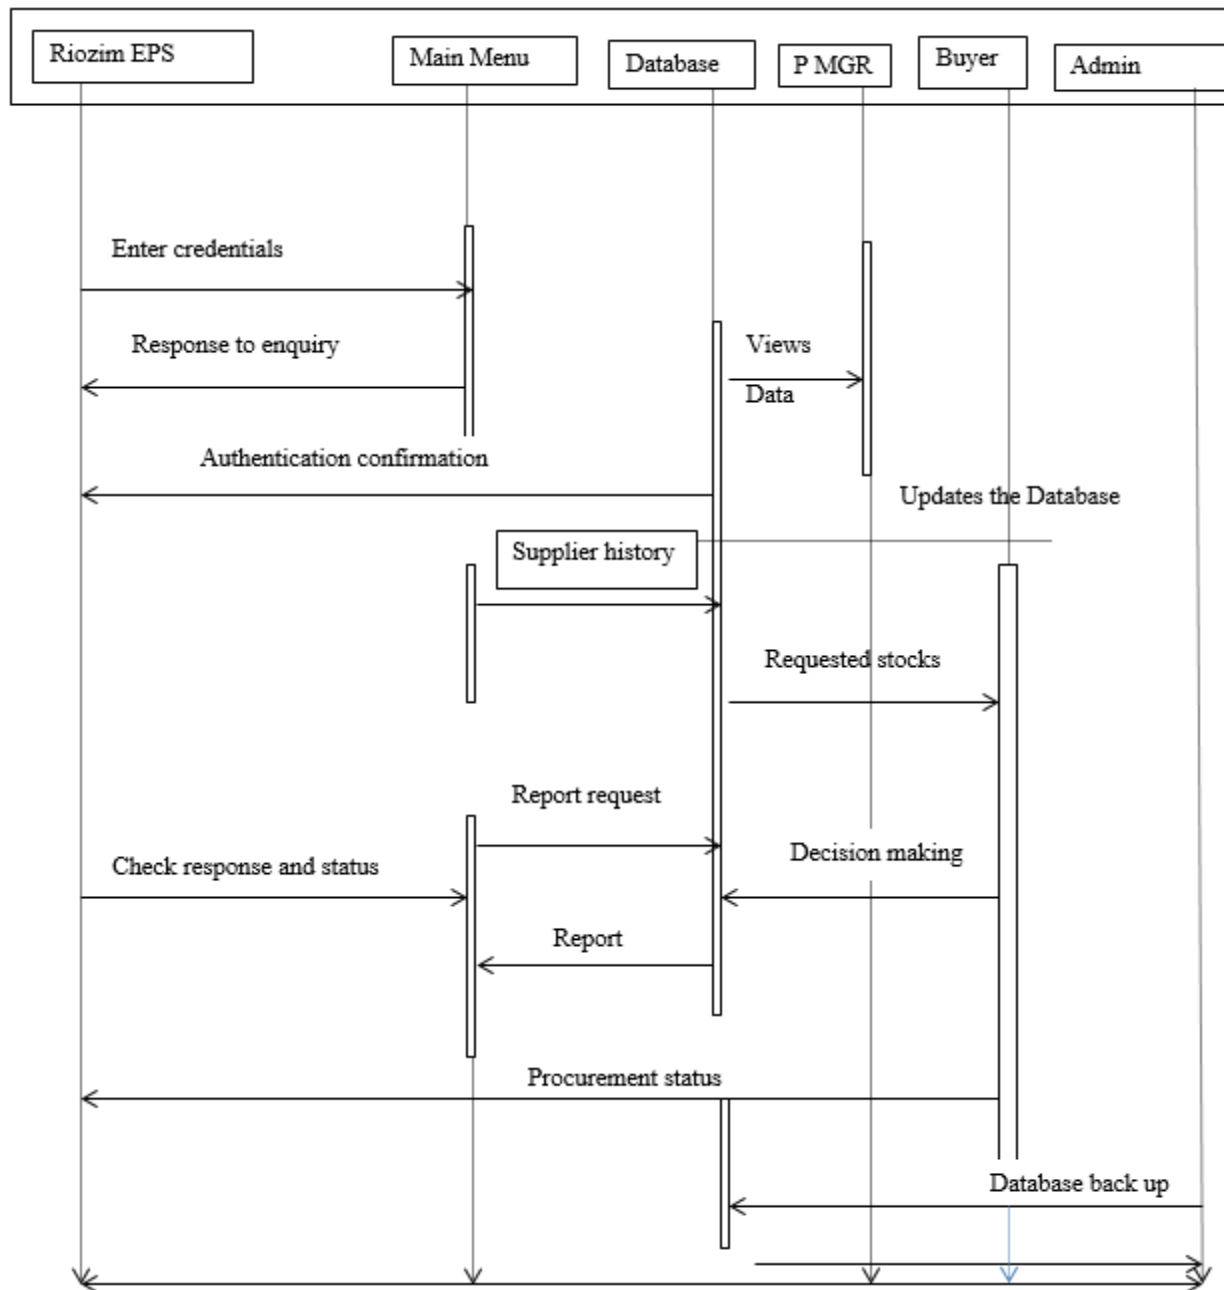 Riozim EPS
Main Menu
Database
P MGR
Buyer
Admin
Enter credentials
Response to enquiry
Views
Data
Authentication confirmation
Updates the Database
Supplier history
Requested stocks
Report request
Decision making
Check response and status
Report
Procurement status
Database back up